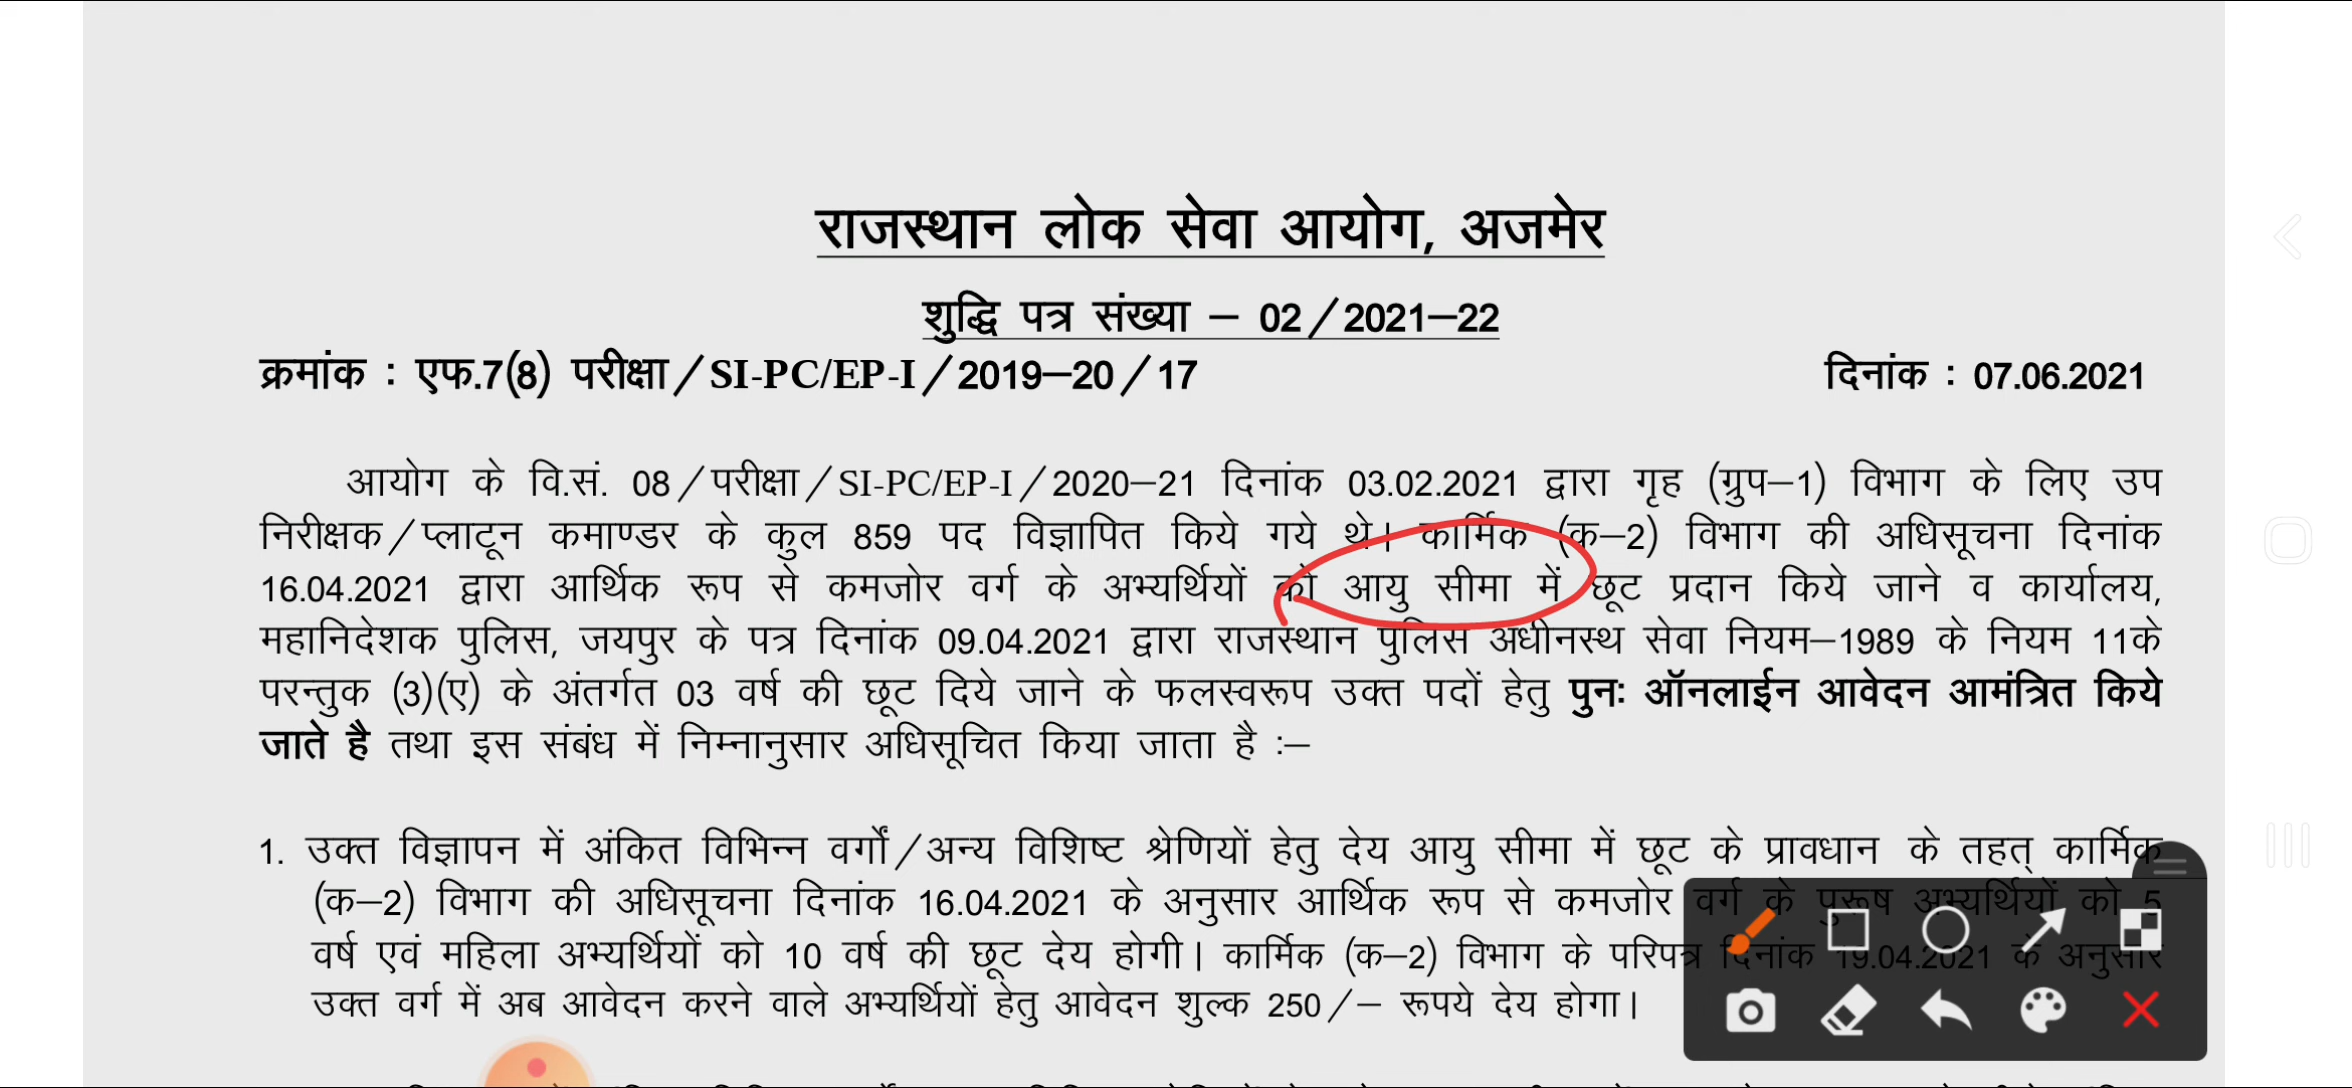 राजस्थान लोक सेवा आयोग, अजमेर
शुद्धि पत्र संख्या – 02/2021–22
क्रमांक : एफ.7(8) परीक्षा/SI-PC/EP-I/2019–20/17 दिनांक : 07.06.2021
आयोग के वि.सं. 08/परीक्षा/SI-PC/EP-I/2020–21 दिनांक 03.02.2021 द्वारा गृह (ग्रुप–1) विभाग के लिए उप
निरीक्षक/प्लाटून कमाण्डर के कुल 859 पद विज्ञापित किये गये थे। कार्मिक (क–2) विभाग की अधिसूचना दिनांक
16.04.2021 द्वारा आर्थिक रूप से कमजोर वर्ग के अभ्यर्थियों को आयु सीमा में छूट प्रदान किये जाने व कार्यालय,
महानिदेशक पुलिस, जयपुर के पत्र दिनांक 09.04.2021 द्वारा राजस्थान पुलिस अधीनस्थ सेवा नियम–1989 के नियम 11के
परन्तुक (3)(ए) के अंतर्गत 03 वर्ष की छूट दिये जाने के फलस्वरूप उक्त पदों हेतु पुनः ऑनलाईन आवेदन आमंत्रित किये
जाते है तथा इस संबंध में निम्नानुसार अधिसूचित किया जाता है :–
1. उक्त विज्ञापन में अंकित विभिन्न वर्गों/अन्य विशिष्ट श्रेणियों हेतु देय आयु सीमा में छूट के प्रावधान के तहत् कार्मिक
(क–2) विभाग की अधिसूचना दिनांक 16.04.2021 के अनुसार आर्थिक रूप से कमजोर वर्ग के पुरूष अभ्यर्थियों को 5
वर्ष एवं महिला अभ्यर्थियों को 10 वर्ष की छूट देय होगी। कार्मिक (क–2) विभाग के परिपत्र दिनांक 19.04.2021 के अनुसार
उक्त वर्ग में अब आवेदन करने वाले अभ्यर्थियों हेतु आवेदन शुल्क 250/– रूपये देय होगा।